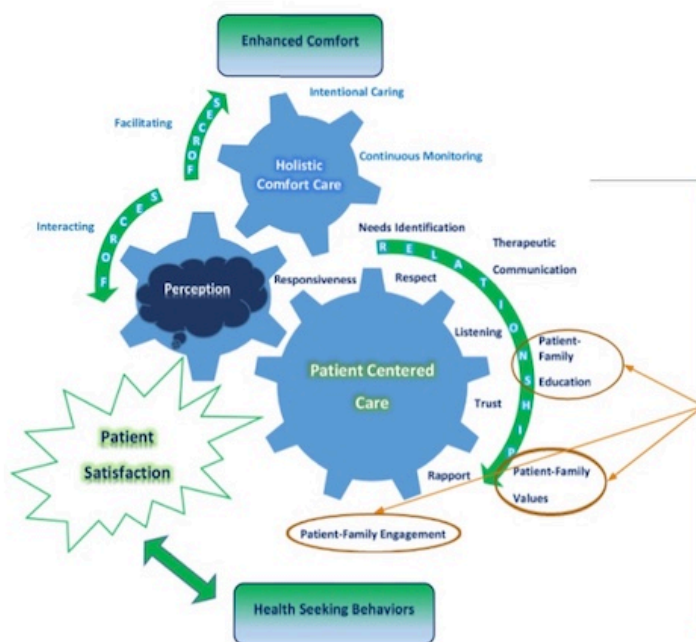 Enhanced Comfort
Intentional Caring
Facilitating
FORCES
Holistic
Comfort Care
Continuous Monitoring
Interacting
FORCES
Needs Identification
RELATIONSHIP
Therapeutic
Communication
Perception
Responsiveness
Respect
Listening
Patient-
Family
Education
Patient Centered
Care
Trust
Patient
Satisfaction
Rapport
Patient-Family
Values
Patient-Family Engagement
Health Seeking Behaviors